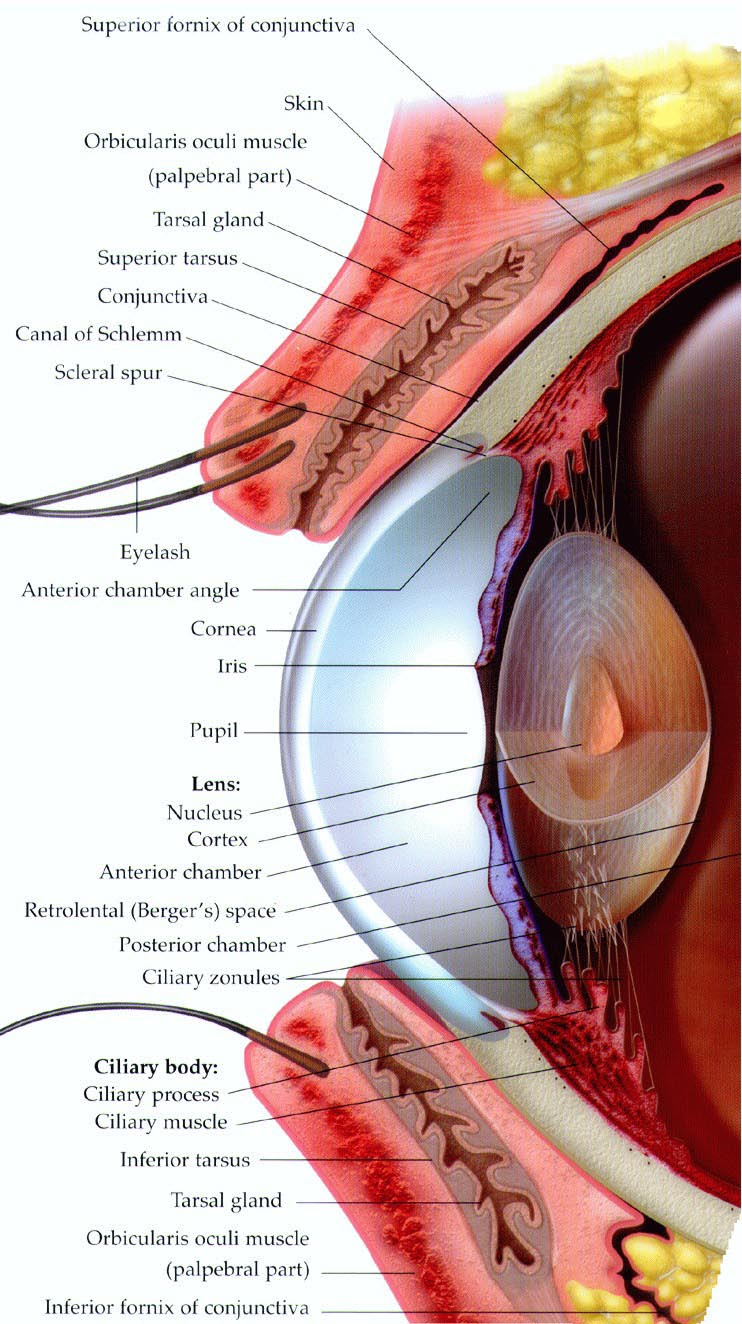 Superior fornix of conjunctiva
Skin
Orbicularis oculi muscle
(palpebral part)
Tarsal gland
Superior tarsus
Conjunctiva
Canal of Schlemm
Scleral spur
Eyelash
Anterior chamber angle
Cornea
Iris
Pupil
Lens:
Nucleus
Cortex
Anterior chamber
Retrolental (Berger's) space
Posterior chamber
Ciliary zonules
Ciliary body:
Ciliary process
Ciliary muscle
Inferior tarsus
Tarsal gland
Orbicularis oculi muscle
(palpebral part)
Inferior fornix of conjunctiva